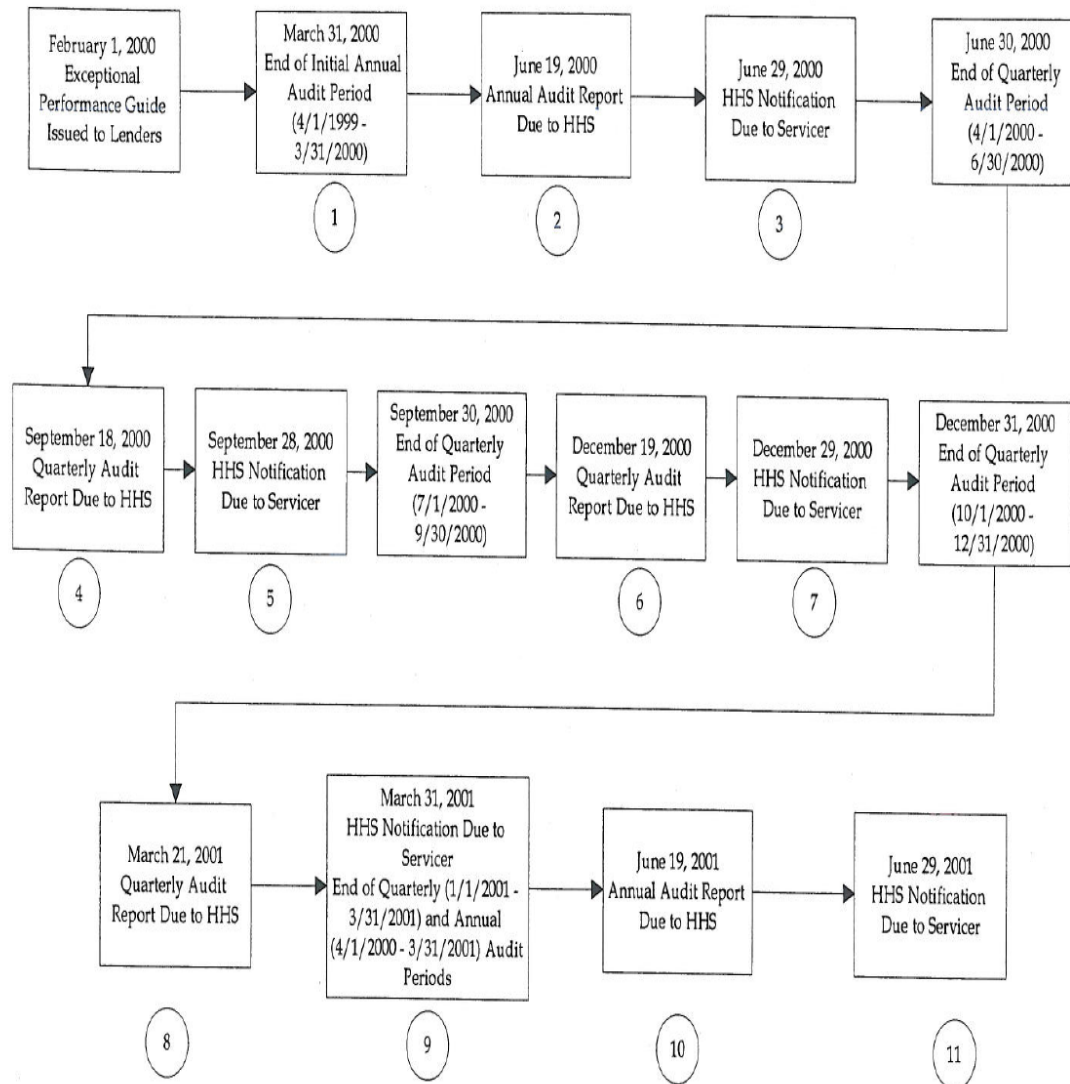 February 1, 2000
Exceptional
Performance Guide
Issued to Lenders
March 31, 2000
End of Initial Annual
Audit Period
(4/1/1999 -
3/31/2000)
June 19, 2000
Annual Audit Report
Due to HHS
June 29, 2000
HHS Notification
Due to Servicer
June 30, 2000
End of Quarterly
Audit Period
(4/1/2000 -
6/30/2000)
1
2
3
September 18, 2000
Quarterly Audit
Report Due to HHS
September 28, 2000
HHS Notification
Due to Servicer
September 30, 2000
End of Quarterly
Audit Period
(7/1/2000 -
9/30/2000)
December 19, 2000
Quarterly Audit
Report Due to HHS
December 29, 2000
HHS Notification
Due to Servicer
December 31, 2000
End of Quarterly
Audit Period
(10/1/2000 -
12/31/2000)
4
5
6
7
March 21, 2001
Quarterly Audit
Report Due to HHS
March 31, 2001
HHS Notification Due to
Servicer
End of Quarterly (1/1/2001 -
3/31/2001) and Annual
(4/1/2000 - 3/31/2001) Audit
Periods
June 19, 2001
Annual Audit Report
Due to HHS
June 29, 2001
HHS Notification
Due to Servicer
8
9
10
11